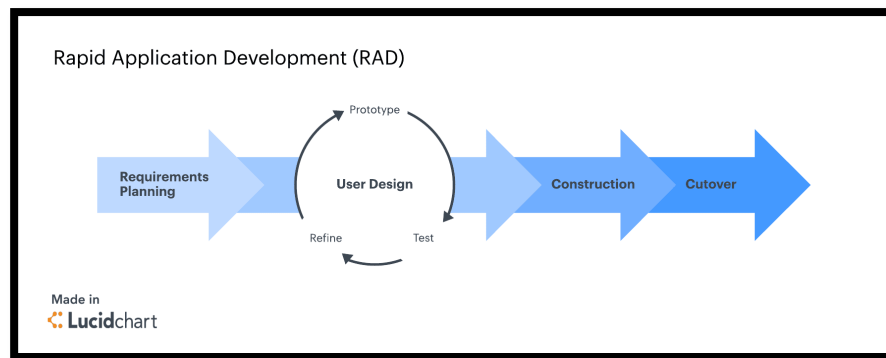 Rapid Application Development (RAD)
Prototype
Requirements
Planning
User Design
Construction
Cutover
Refine
Test
Made in
Lucidchart